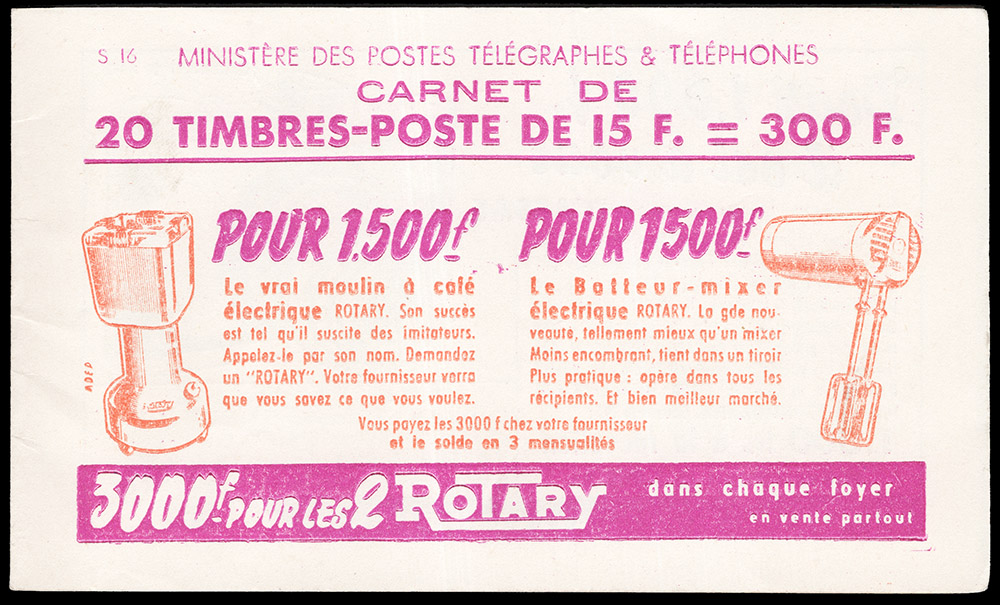 S. 16 MINISTÈRE DES POSTES TÉLÉGRAPHES & TÉLÉPHONES
CARNET DE
20 TIMBRES-POSTE DE 15 F. = 300 F.
POUR 1.500f
Le vrai moulin à café
électrique ROTARY. Son succès
est tel qu'il suscite des imitateurs.
Appelez-le par son nom. Demandez
un "ROTARY". Votre fournisseur verra
que vous savez ce que vous voulez.
POUR 1500f
Le Batteur-mixer
électrique ROTARY. La gde nou-
veauté, tellement mieux qu'un mixer
Moins encombrant, tient dans un tiroir
Plus pratique : opère dans tous les
récipients. Et bien meilleur marché.
ADEP
Vous payez les 3000 f chez votre fournisseur
et le solde en 3 mensualités
3000f POUR LES 2 ROTARY dans chaque foyer
en vente partout